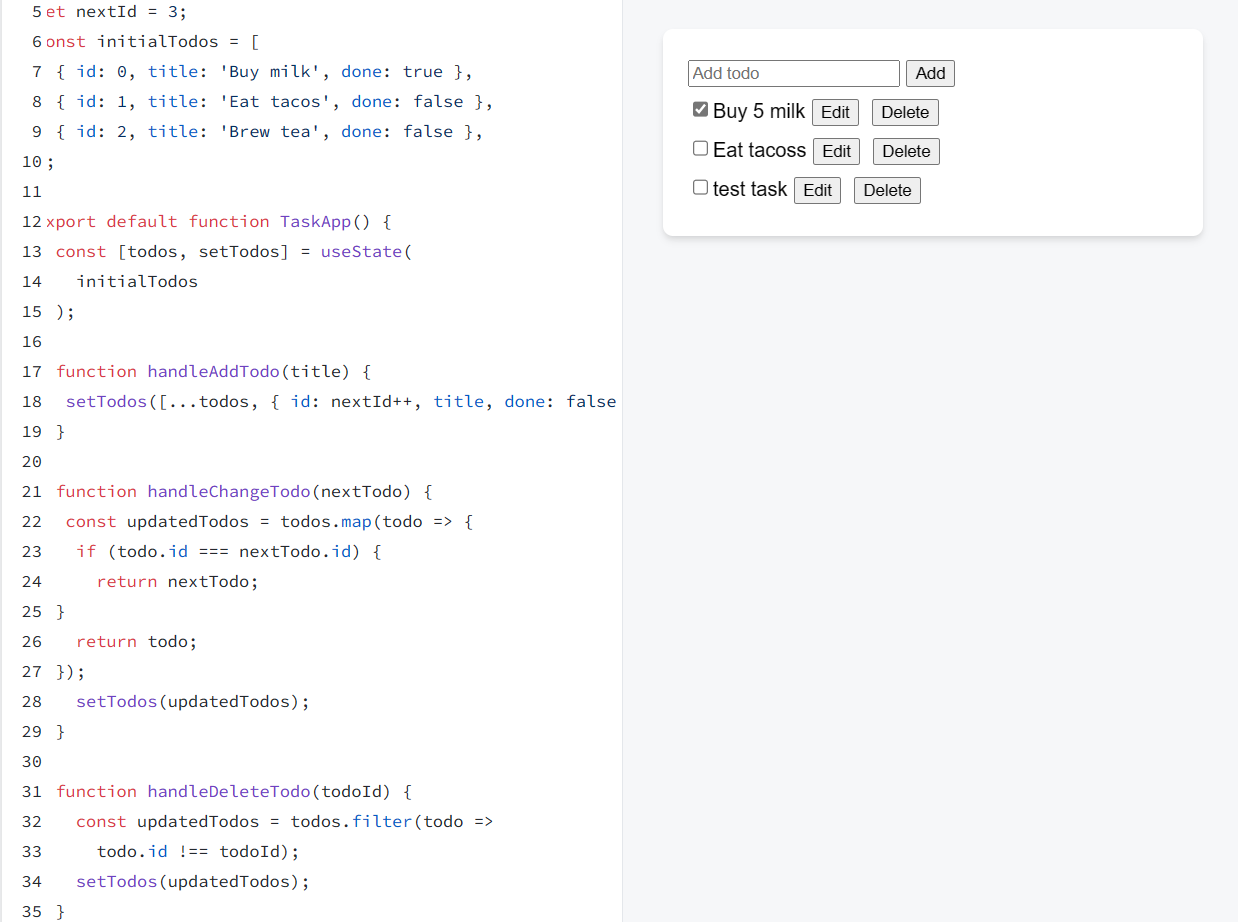 5 et nextId = 3;
6 onst initialTodos = [
7 { id: 0, title: 'Buy milk', done: true },
8 { id: 1, title: 'Eat tacos', done: false },
9 { id: 2, title: 'Brew tea', done: false },
10 ;
11
12 xport default function TaskApp() {
13 const [todos, setTodos] = useState(
14 initialTodos
15 );
16
17 function handleAddTodo(title) {
18 setTodos([...todos, { id: nextId++, title, done: false
19 }
20
21 function handleChangeTodo(nextTodo) {
22 const updatedTodos = todos.map(todo => {
23 if (todo.id === nextTodo.id) {
24 return nextTodo;
25 }
26 return todo;
27 });
28 setTodos(updatedTodos);
29 }
30
31 function handleDeleteTodo(todoId) {
32 const updatedTodos = todos.filter(todo =>
33 todo.id !== todoId);
34 setTodos(updatedTodos);
35 }
Add todo Add
Buy 5 milk Edit Delete
Eat tacoss Edit Delete
test task Edit Delete